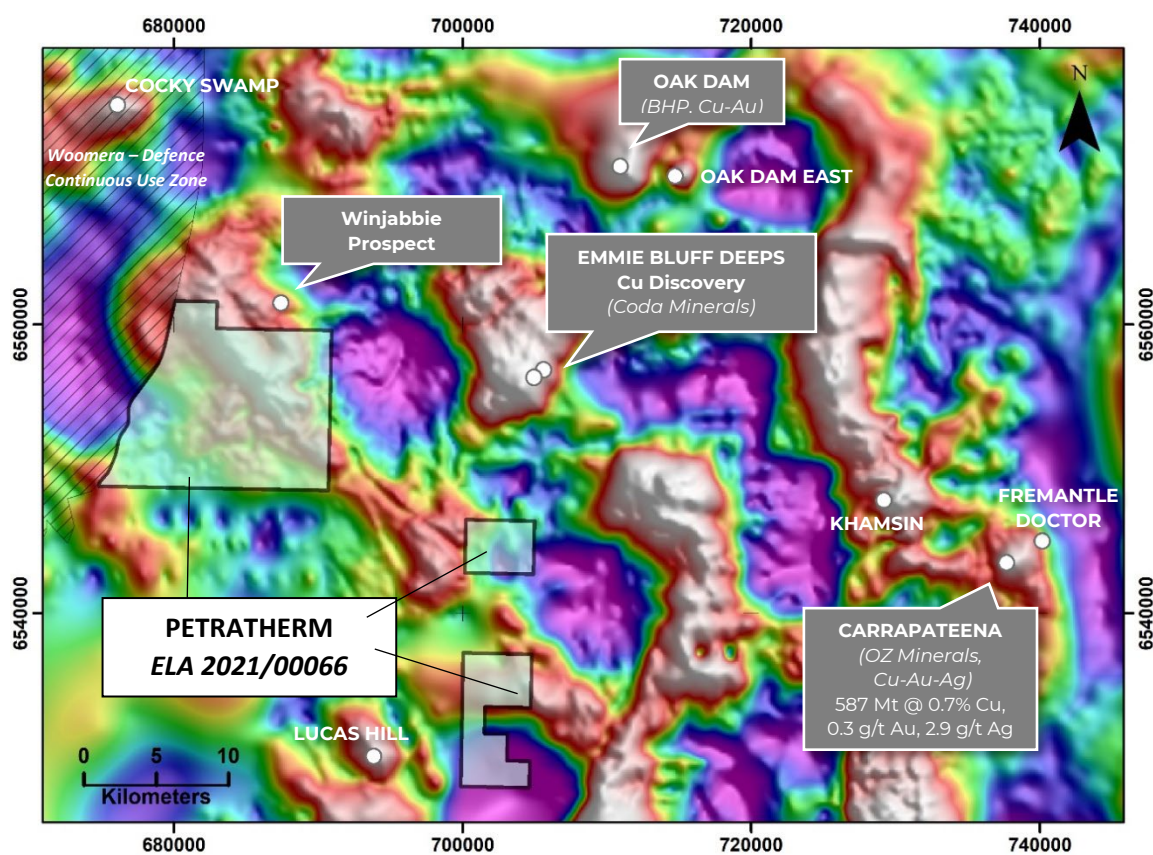 680000 700000 720000 740000
COCKY SWAMP
Woomera – Defence
Continuous Use Zone
OAK DAM
(BHP. Cu-Au)
N
OAK DAM EAST
Winjabbie
Prospect
EMMIE BLUFF DEEPS
Cu Discovery
(Coda Minerals)
6560000
6560000
KHAMSIN
FREMANTLE
DOCTOR
PETRATHERM
ELA 2021/00066
6540000
6540000
CARRAPATEENA
(OZ Minerals,
Cu-Au-Ag)
587 Mt @ 0.7% Cu,
0.3 g/t Au, 2.9 g/t Ag
LUCAS HILL
0 5 10
Kilometers
680000 700000 720000 740000